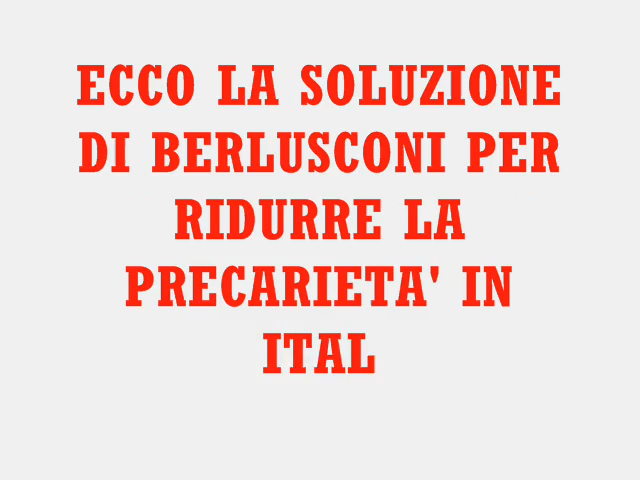 ECCO LA SOLUZIONE
DI BERLUSCONI PER
RIDURRE LA
PRECARIETA' IN
ITAL